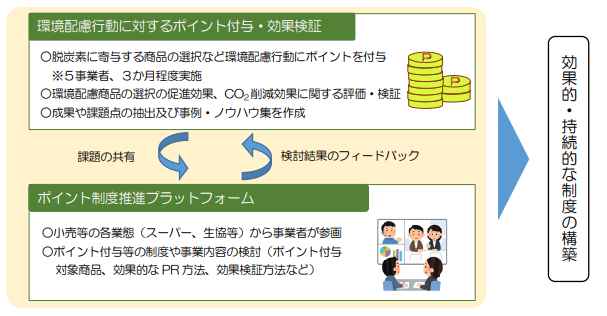 環境配慮行動に対するポイント付与・効果検証
〇脱炭素に寄与する商品の選択など環境配慮行動にポイントを付与
※５事業者、３か月程度実施
〇環境配慮商品の選択の促進効果、CO2削減効果に関する評価・検証
〇成果や課題点の抽出及び事例・ノウハウ集を作成
P
P
課題の共有
検討結果のフィードバック
ポイント制度推進プラットフォーム
〇小売等の各業態（スーパー、生協等）から事業者が参画
〇ポイント付与等の制度や事業内容の検討（ポイント付与
対象商品、効果的なPR方法、効果検証方法など）
効果的・持続的な制度の構築